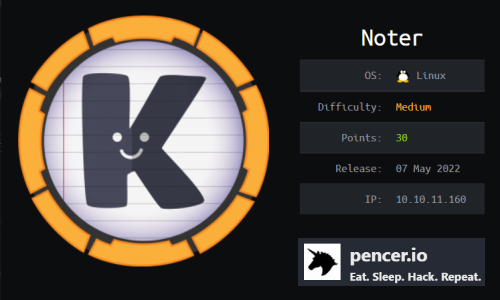 K
Noter
OS: Linux
Difficulty: Medium
Points: 30
Release: 07 May 2022
IP: 10.10.11.160
pencer.io
Eat. Sleep. Hack. Repeat.